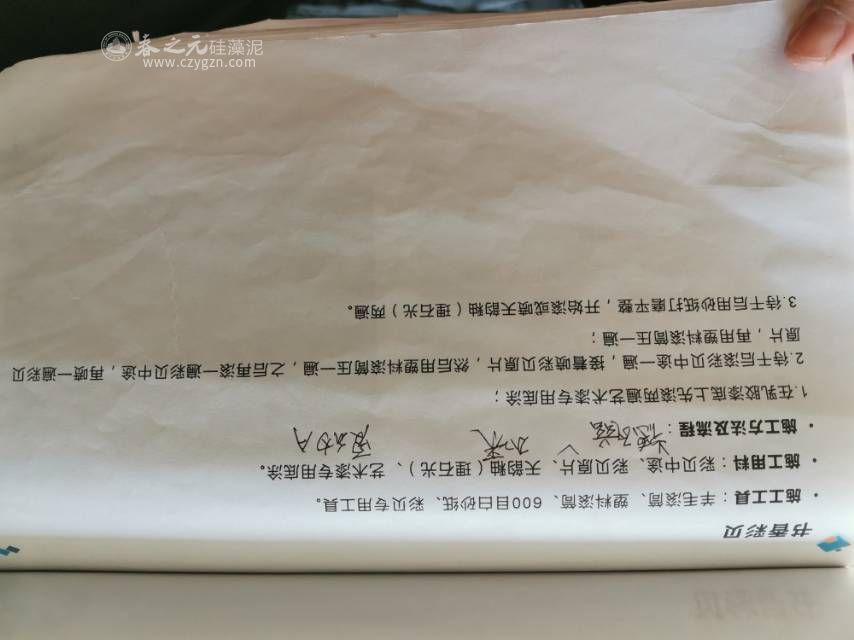 春之元硅藻泥
www.czygzn.com
书香彩贝
• 施工工具：羊毛滚筒、塑料滚筒、600目白砂纸、彩贝专用工具。
• 施工用料：彩贝中途、彩贝原片、天韵釉（理石光）、艺术漆专用底涂。
• 施工方法及流程：
1.在乳胶漆底上先滚两遍艺术漆专用底涂；
2.待干后滚彩贝中途一遍，接着喷彩贝原片，然后用塑料滚筒压一遍，之后再滚一遍彩贝中途，再喷一遍彩贝
原片，再用塑料滚筒压一遍；
3.待干后用砂纸打磨平整，开始滚或喷天韵釉（理石光）两遍。